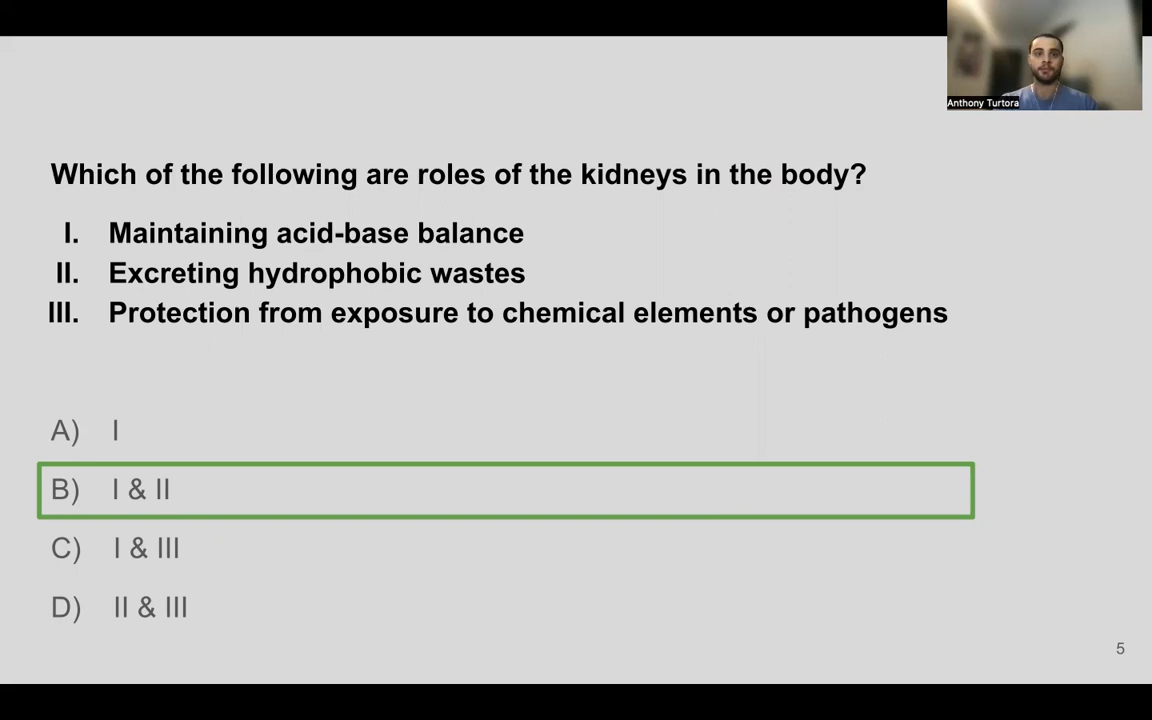 Anthony Turtora
Which of the following are roles of the kidneys in the body?
I. Maintaining acid-base balance
II. Excreting hydrophobic wastes
III. Protection from exposure to chemical elements or pathogens
A) I
B) I & II
C) I & III
D) II & III
5